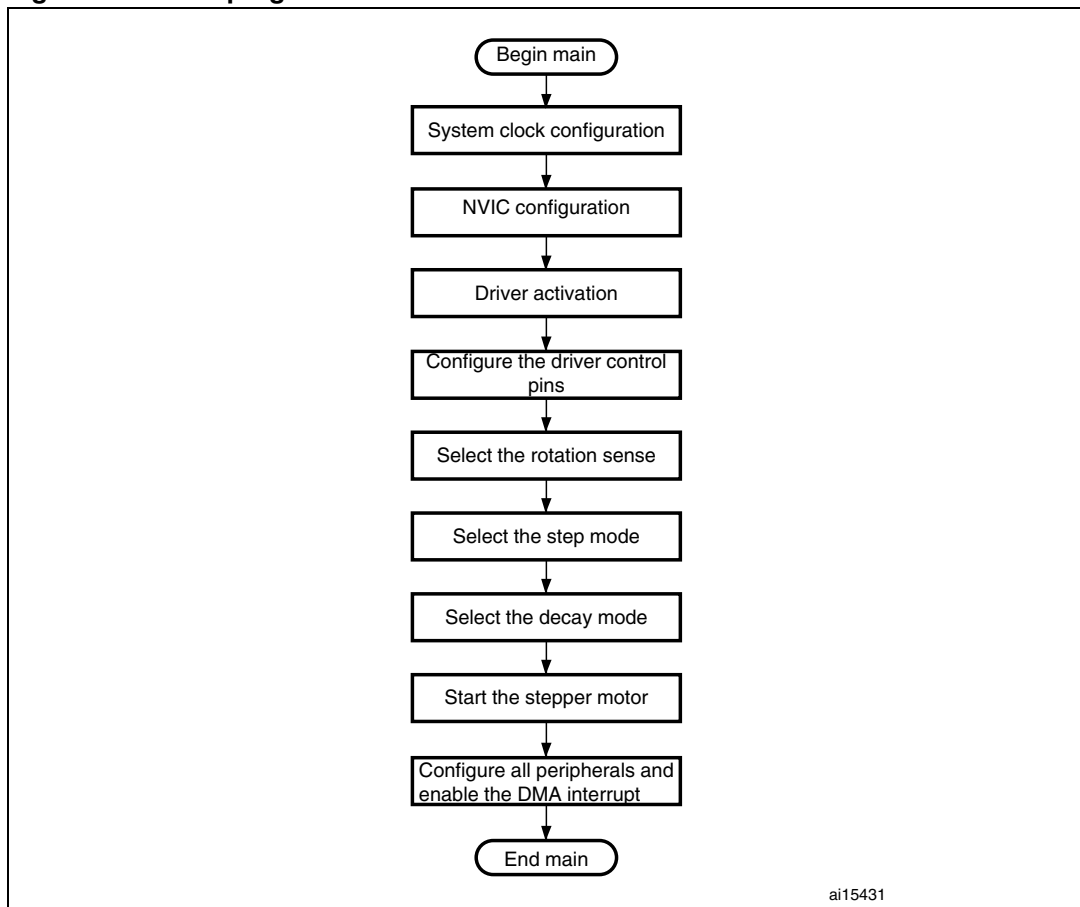 Begin main
System clock configuration
NVIC configuration
Driver activation
Configure the driver control
pins
Select the rotation sense
Select the step mode
Select the decay mode
Start the stepper motor
Configure all peripherals and
enable the DMA interrupt
End main
ai15431